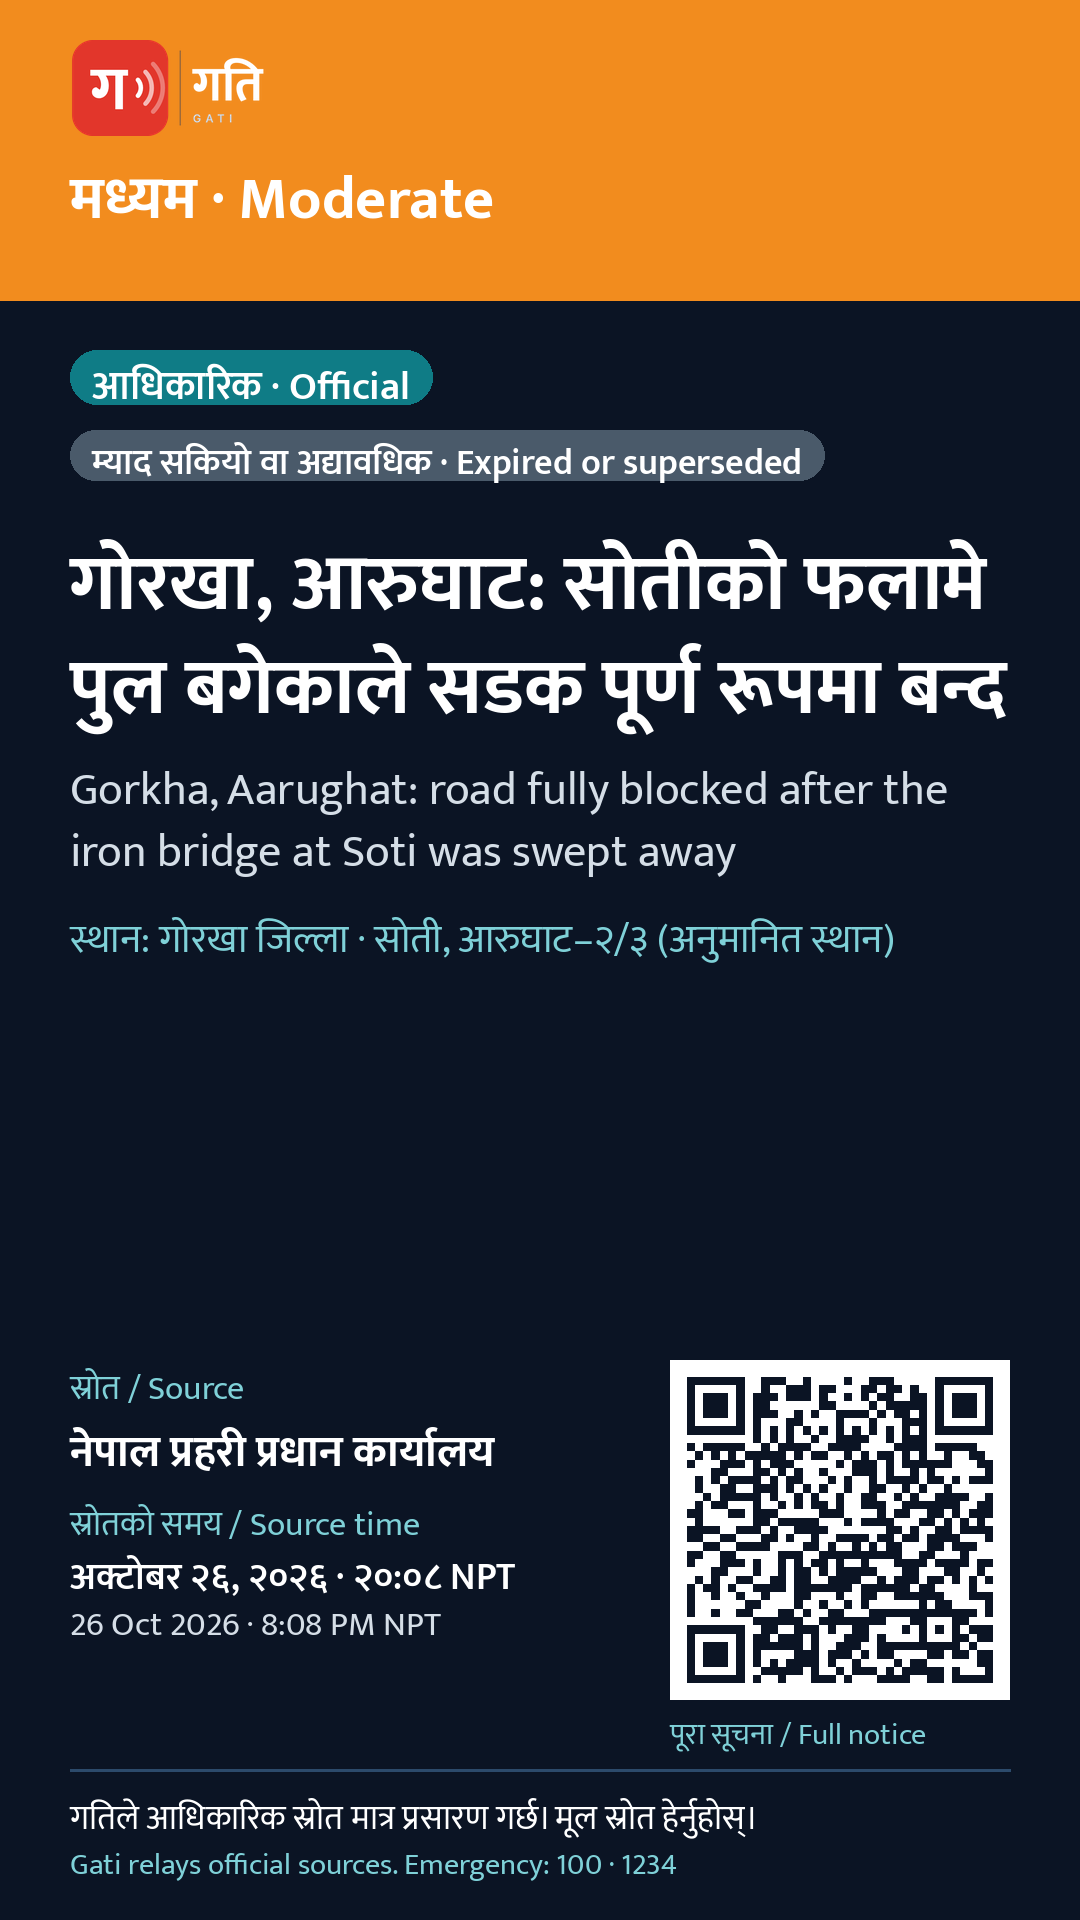 ग
गति
GATI
मध्यम · Moderate
आधिकारिक · Official
म्याद सकियो वा अद्यावधिक · Expired or superseded
गोरखा, आरुघाट: सोतीको फलामे
पुल बगेकाले सडक पूर्ण रूपमा बन्द
Gorkha, Aarughat: road fully blocked after the
iron bridge at Soti was swept away
स्थान: गोरखा जिल्ला · सोती, आरुघाट–२/३ (अनुमानित स्थान)
स्रोत / Source
नेपाल प्रहरी प्रधान कार्यालय
स्रोतको समय / Source time
अक्टोबर २६, २०२६ · २०:०८ NPT
26 Oct 2026 · 8:08 PM NPT
पूरा सूचना / Full notice
गतिले आधिकारिक स्रोत मात्र प्रसारण गर्छ। मूल स्रोत हेर्नुहोस्।
Gati relays official sources. Emergency: 100 · 1234